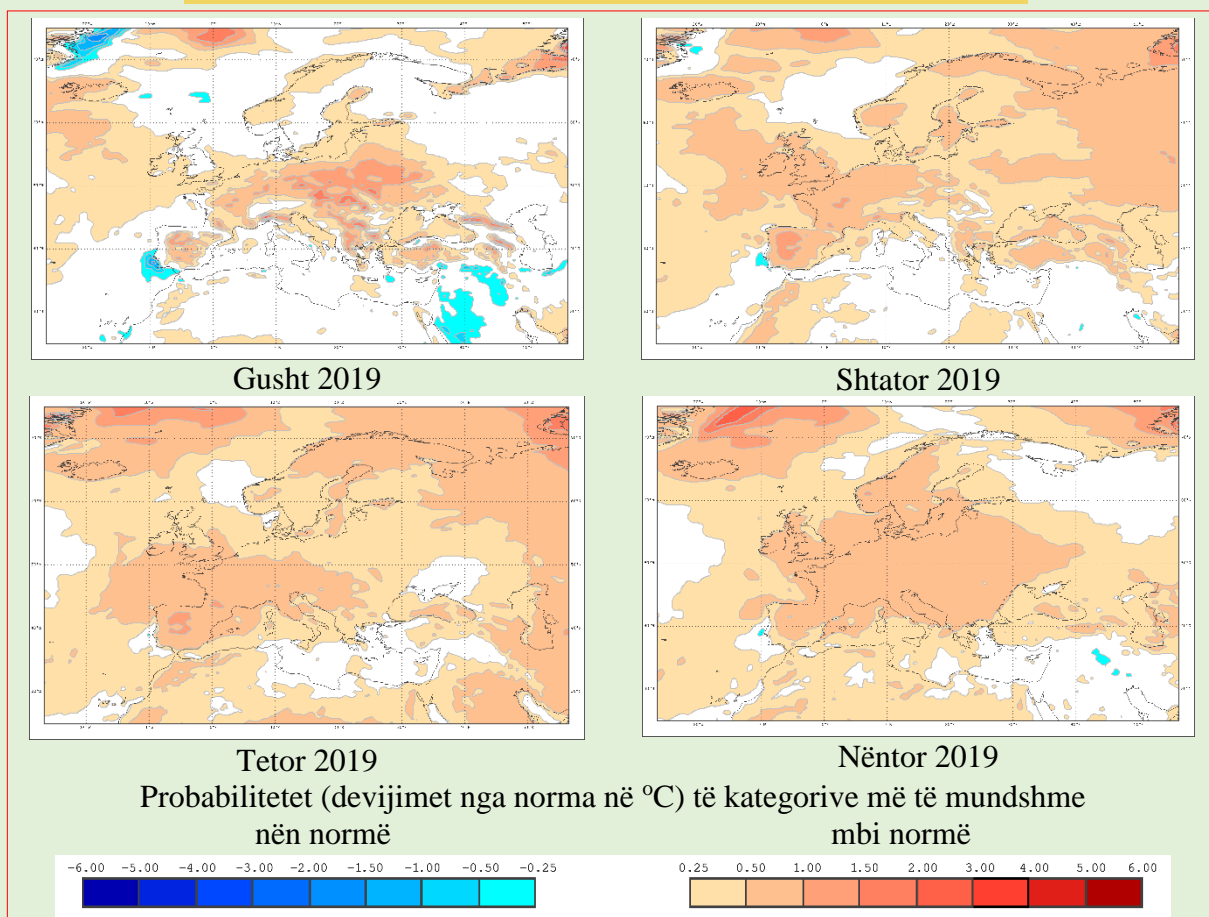 Gusht 2019
Shtator 2019
Tetor 2019
Nëntor 2019
Probabilitetet (devijimet nga norma në °C) të kategorive më të mundshme
nën normë
mbi normë
-6.00 -5.00 -4.00 -3.00 -2.00 -1.50 -1.00 -0.50 -0.25
0.25 0.50 1.00 1.50 2.00 3.00 4.00 5.00 6.00